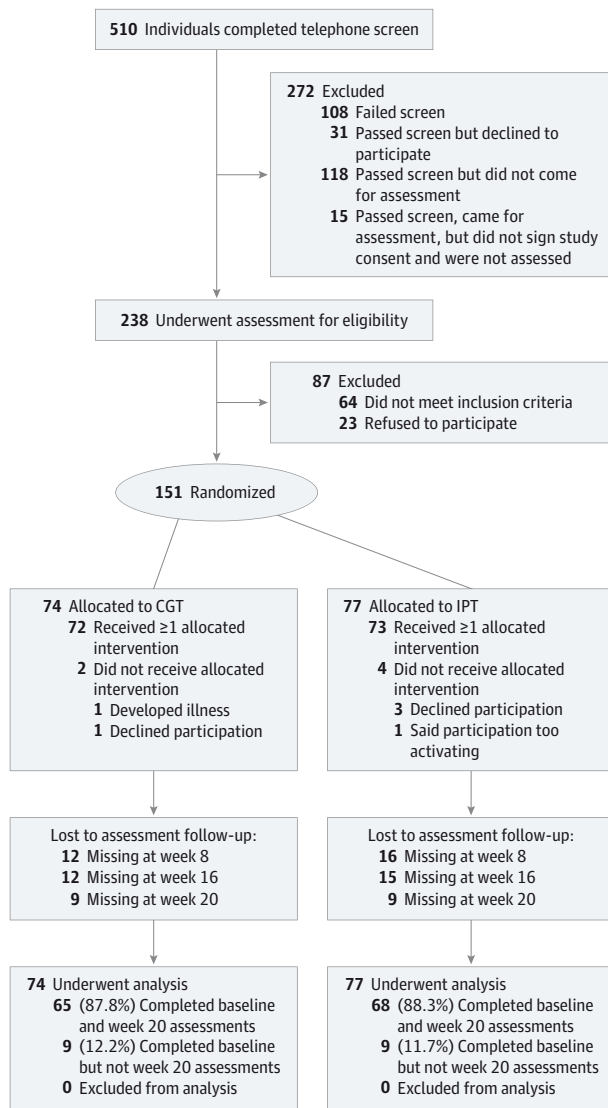 510 Individuals completed telephone screen
272 Excluded
108 Failed screen
31 Passed screen but declined to
participate
118 Passed screen but did not come
for assessment
15 Passed screen, came for
assessment, but did not sign study
consent and were not assessed
238 Underwent assessment for eligibility
87 Excluded
64 Did not meet inclusion criteria
23 Refused to participate
151 Randomized
74 Allocated to CGT
72 Received ≥1 allocated
intervention
2 Did not receive allocated
intervention
1 Developed illness
1 Declined participation
77 Allocated to IPT
73 Received ≥1 allocated
intervention
4 Did not receive allocated
intervention
3 Declined participation
1 Said participation too
activating
Lost to assessment follow-up:
12 Missing at week 8
12 Missing at week 16
9 Missing at week 20
Lost to assessment follow-up:
16 Missing at week 8
15 Missing at week 16
9 Missing at week 20
74 Underwent analysis
65 (87.8%) Completed baseline
and week 20 assessments
9 (12.2%) Completed baseline
but not week 20 assessments
0 Excluded from analysis
77 Underwent analysis
68 (88.3%) Completed baseline
and week 20 assessments
9 (11.7%) Completed baseline
but not week 20 assessments
0 Excluded from analysis